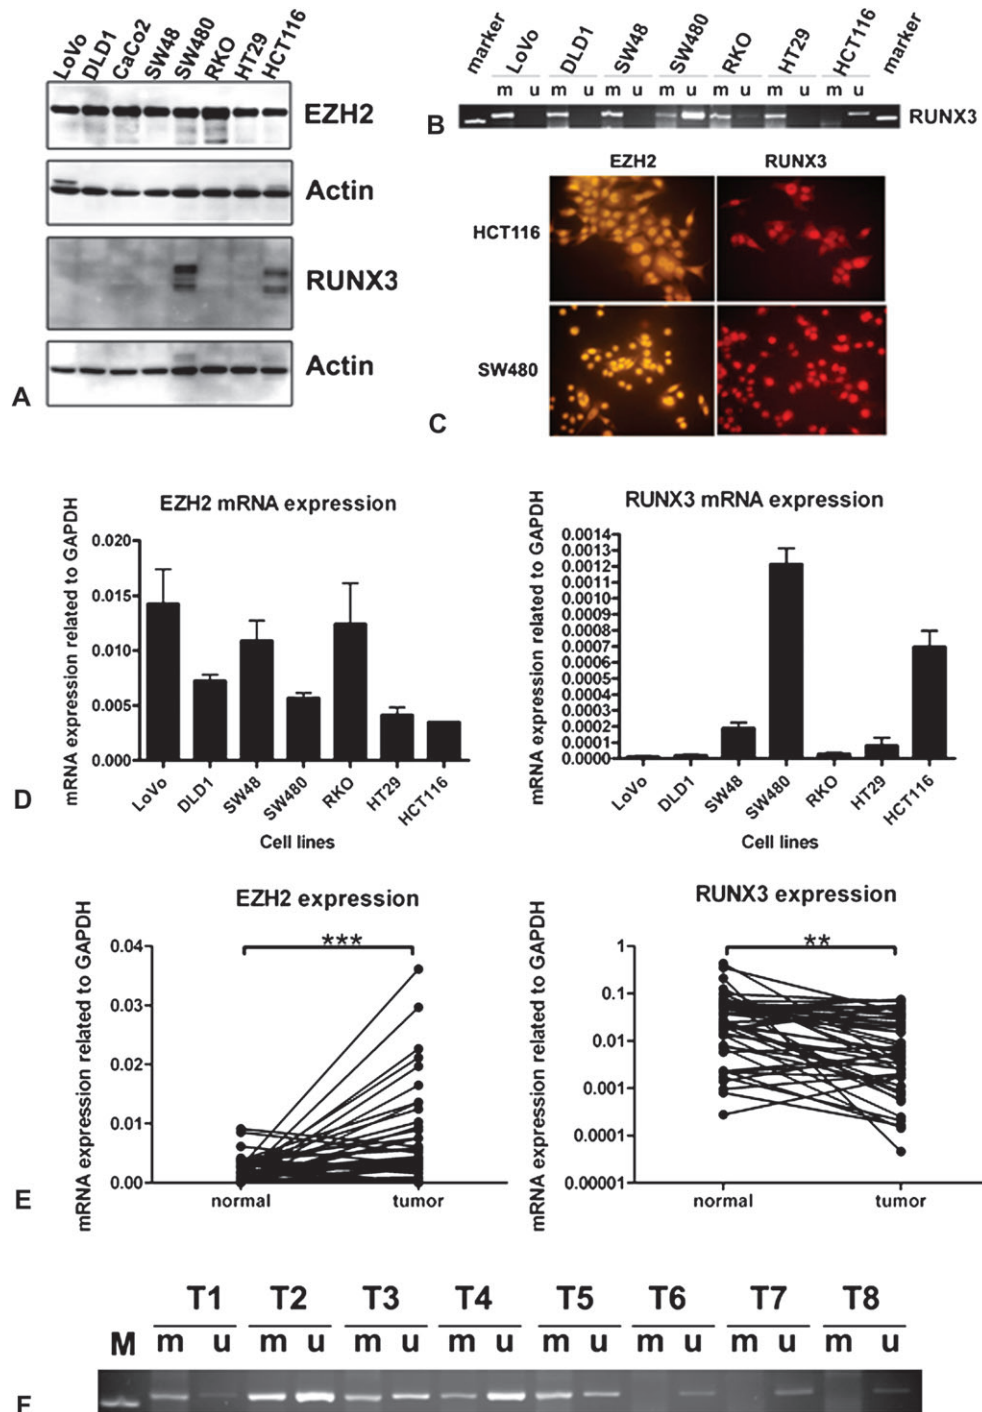 LoVo DLD1 CaCo2 SW48 SW480 RKO HT29 HCT116
EZH2
Actin
RUNX3
Actin
A
marker LoVo DLD1 SW48 SW480 RKO HT29 HCT116 marker
m u m u m u m u m u m u m u
B
RUNX3
EZH2 RUNX3
HCT116
SW480
C
EZH2 mRNA expression
mRNA expression related to GAPDH
0.020
0.015
0.010
0.005
0.000
LoVo DLD1 SW48 SW480 RKO HT29 HCT116
Cell lines
D
RUNX3 mRNA expression
mRNA expression related to GAPDH
0.0014
0.0013
0.0012
0.0011
0.0010
0.0009
0.0008
0.0007
0.0006
0.0005
0.0004
0.0003
0.0002
0.0001
0.0000
LoVo DLD1 SW48 SW480 RKO HT29 HCT116
Cell lines
EZH2 expression
mRNA expression related to GAPDH
***
0.04
0.03
0.02
0.01
0.00
normal tumor
E
RUNX3 expression
mRNA expression related to GAPDH
**
1
0.1
0.01
0.001
0.0001
0.00001
normal tumor
T1 T2 T3 T4 T5 T6 T7 T8
M m u m u m u m u m u m u m u m u
F